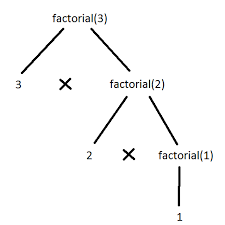 factorial(3)
3 × factorial(2)
2 × factorial(1)
1